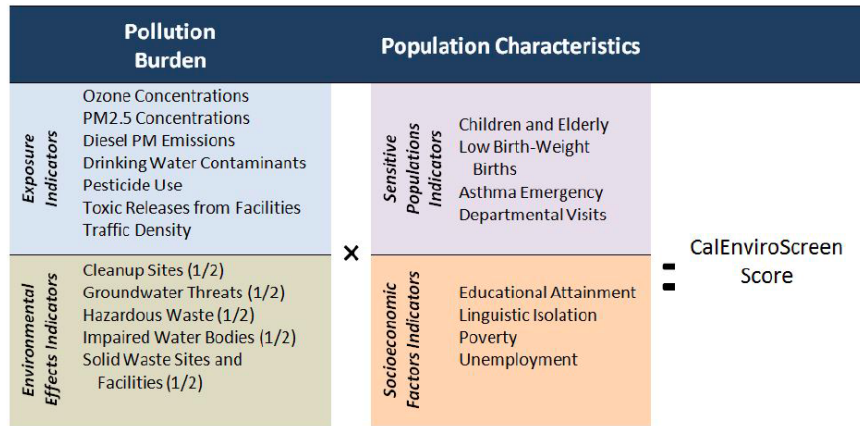 Pollution
Burden
Population Characteristics
Exposure
Indicators
Ozone Concentrations
PM2.5 Concentrations
Diesel PM Emissions
Drinking Water Contaminants
Pesticide Use
Toxic Releases from Facilities
Traffic Density
Environmental
Effects Indicators
Cleanup Sites (1/2)
Groundwater Threats (1/2)
Hazardous Waste (1/2)
Impaired Water Bodies (1/2)
Solid Waste Sites and
Facilities (1/2)
×
Sensitive
Populations
Indicators
Children and Elderly
Low Birth-Weight
Births
Asthma Emergency
Departmental Visits
Socioeconomic
Factors Indicators
Educational Attainment
Linguistic Isolation
Poverty
Unemployment
=
CalEnviroScreen
Score